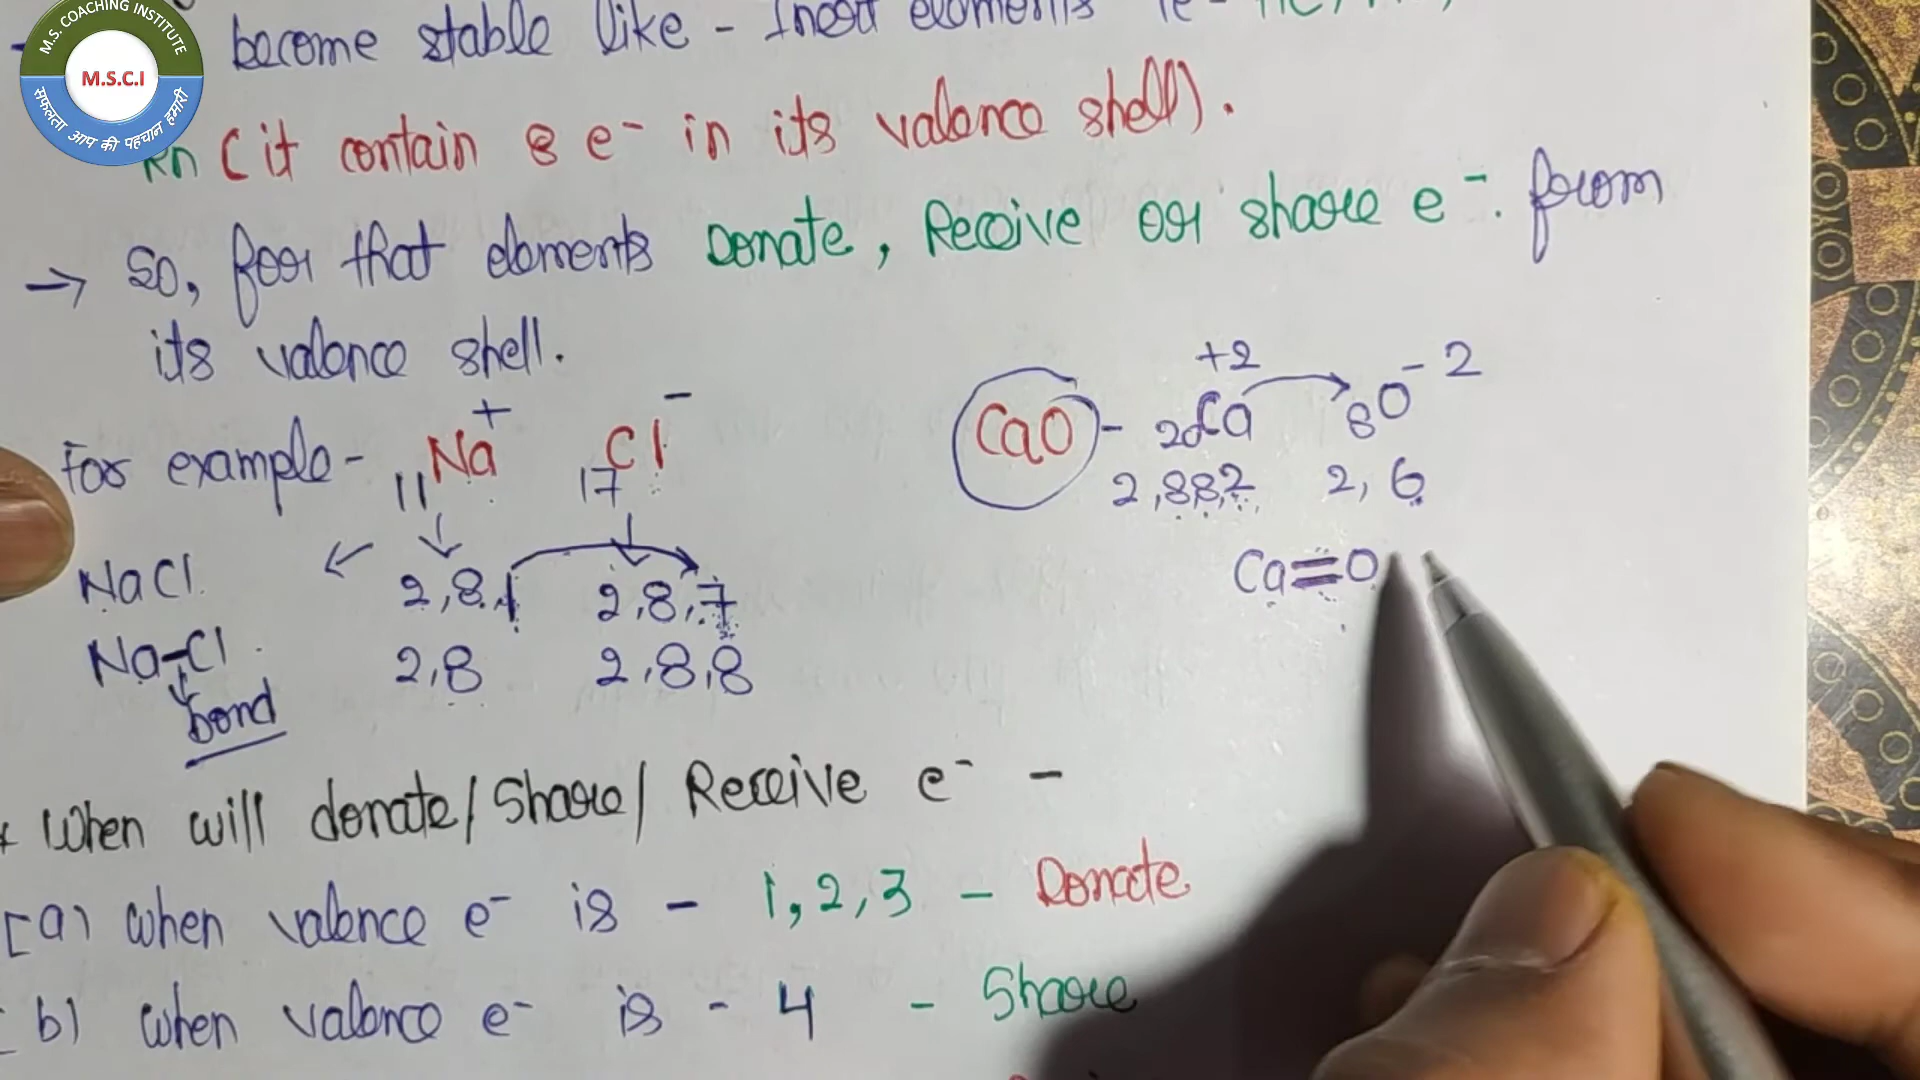 M.S. COACHING INSTITUTE
M.S.C.I
सफलता आप की पहचान हमारी
become stable like - Inert elements
Rn (it contain 8 e⁻ in its valence shell).
→ So, for that elements Donate, Receive or share e⁻. from
its valence shell.
For example - ₁₁Na⁺ ₁₇Cl⁻
CaO - ₂₀Ca⁺² → ₈O⁻²
2,8,8,2 2,6
Ca=O
NaCl ← 2,8,1 2,8,7
Na-Cl 2,8 2,8,8
bond
* When will donate/Share/Receive e⁻ -
(a) when valence e⁻ is - 1,2,3 - Donate
(b) when valence e⁻ is - 4 - Share